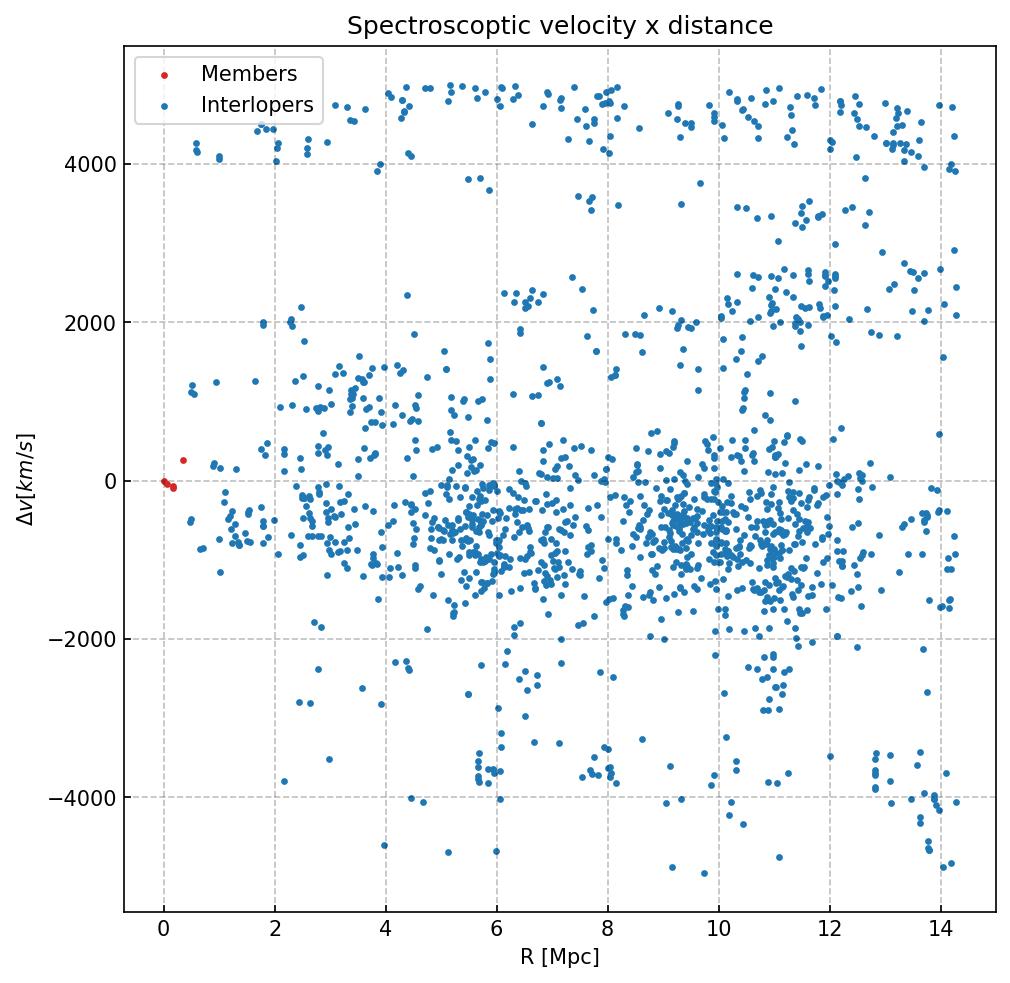 Spectroscoptic velocity x distance
Members
Interlopers
Δv[km/s]
4000
2000
0
−2000
−4000
0 2 4 6 8 10 12 14
R [Mpc]